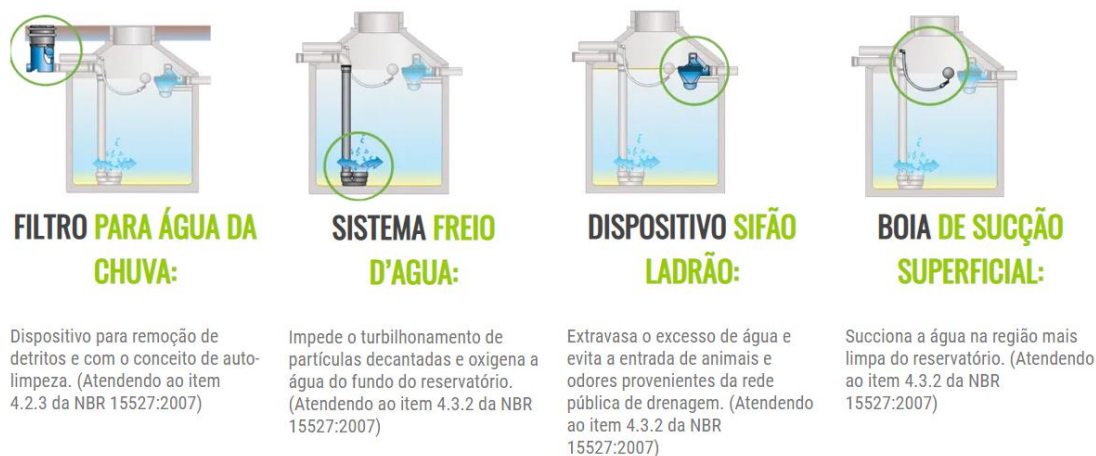 FILTRO PARA ÁGUA DA
CHUVA:
Dispositivo para remoção de
detritos e com o conceito de auto-
limpeza. (Atendendo ao item
4.2.3 da NBR 15527:2007)
SISTEMA FREIO
D'AGUA:
Impede o turbilhonamento de
partículas decantadas e oxigena a
água do fundo do reservatório.
(Atendendo ao item 4.3.2 da NBR
15527:2007)
DISPOSITIVO SIFÃO
LADRÃO:
Extravasa o excesso de água e
evita a entrada de animais e
odores provenientes da rede
pública de drenagem. (Atendendo
ao item 4.3.2 da NBR
15527:2007)
BOIA DE SUCÇÃO
SUPERFICIAL:
Succiona a água na região mais
limpa do reservatório. (Atendendo
ao item 4.3.2 da NBR
15527:2007)